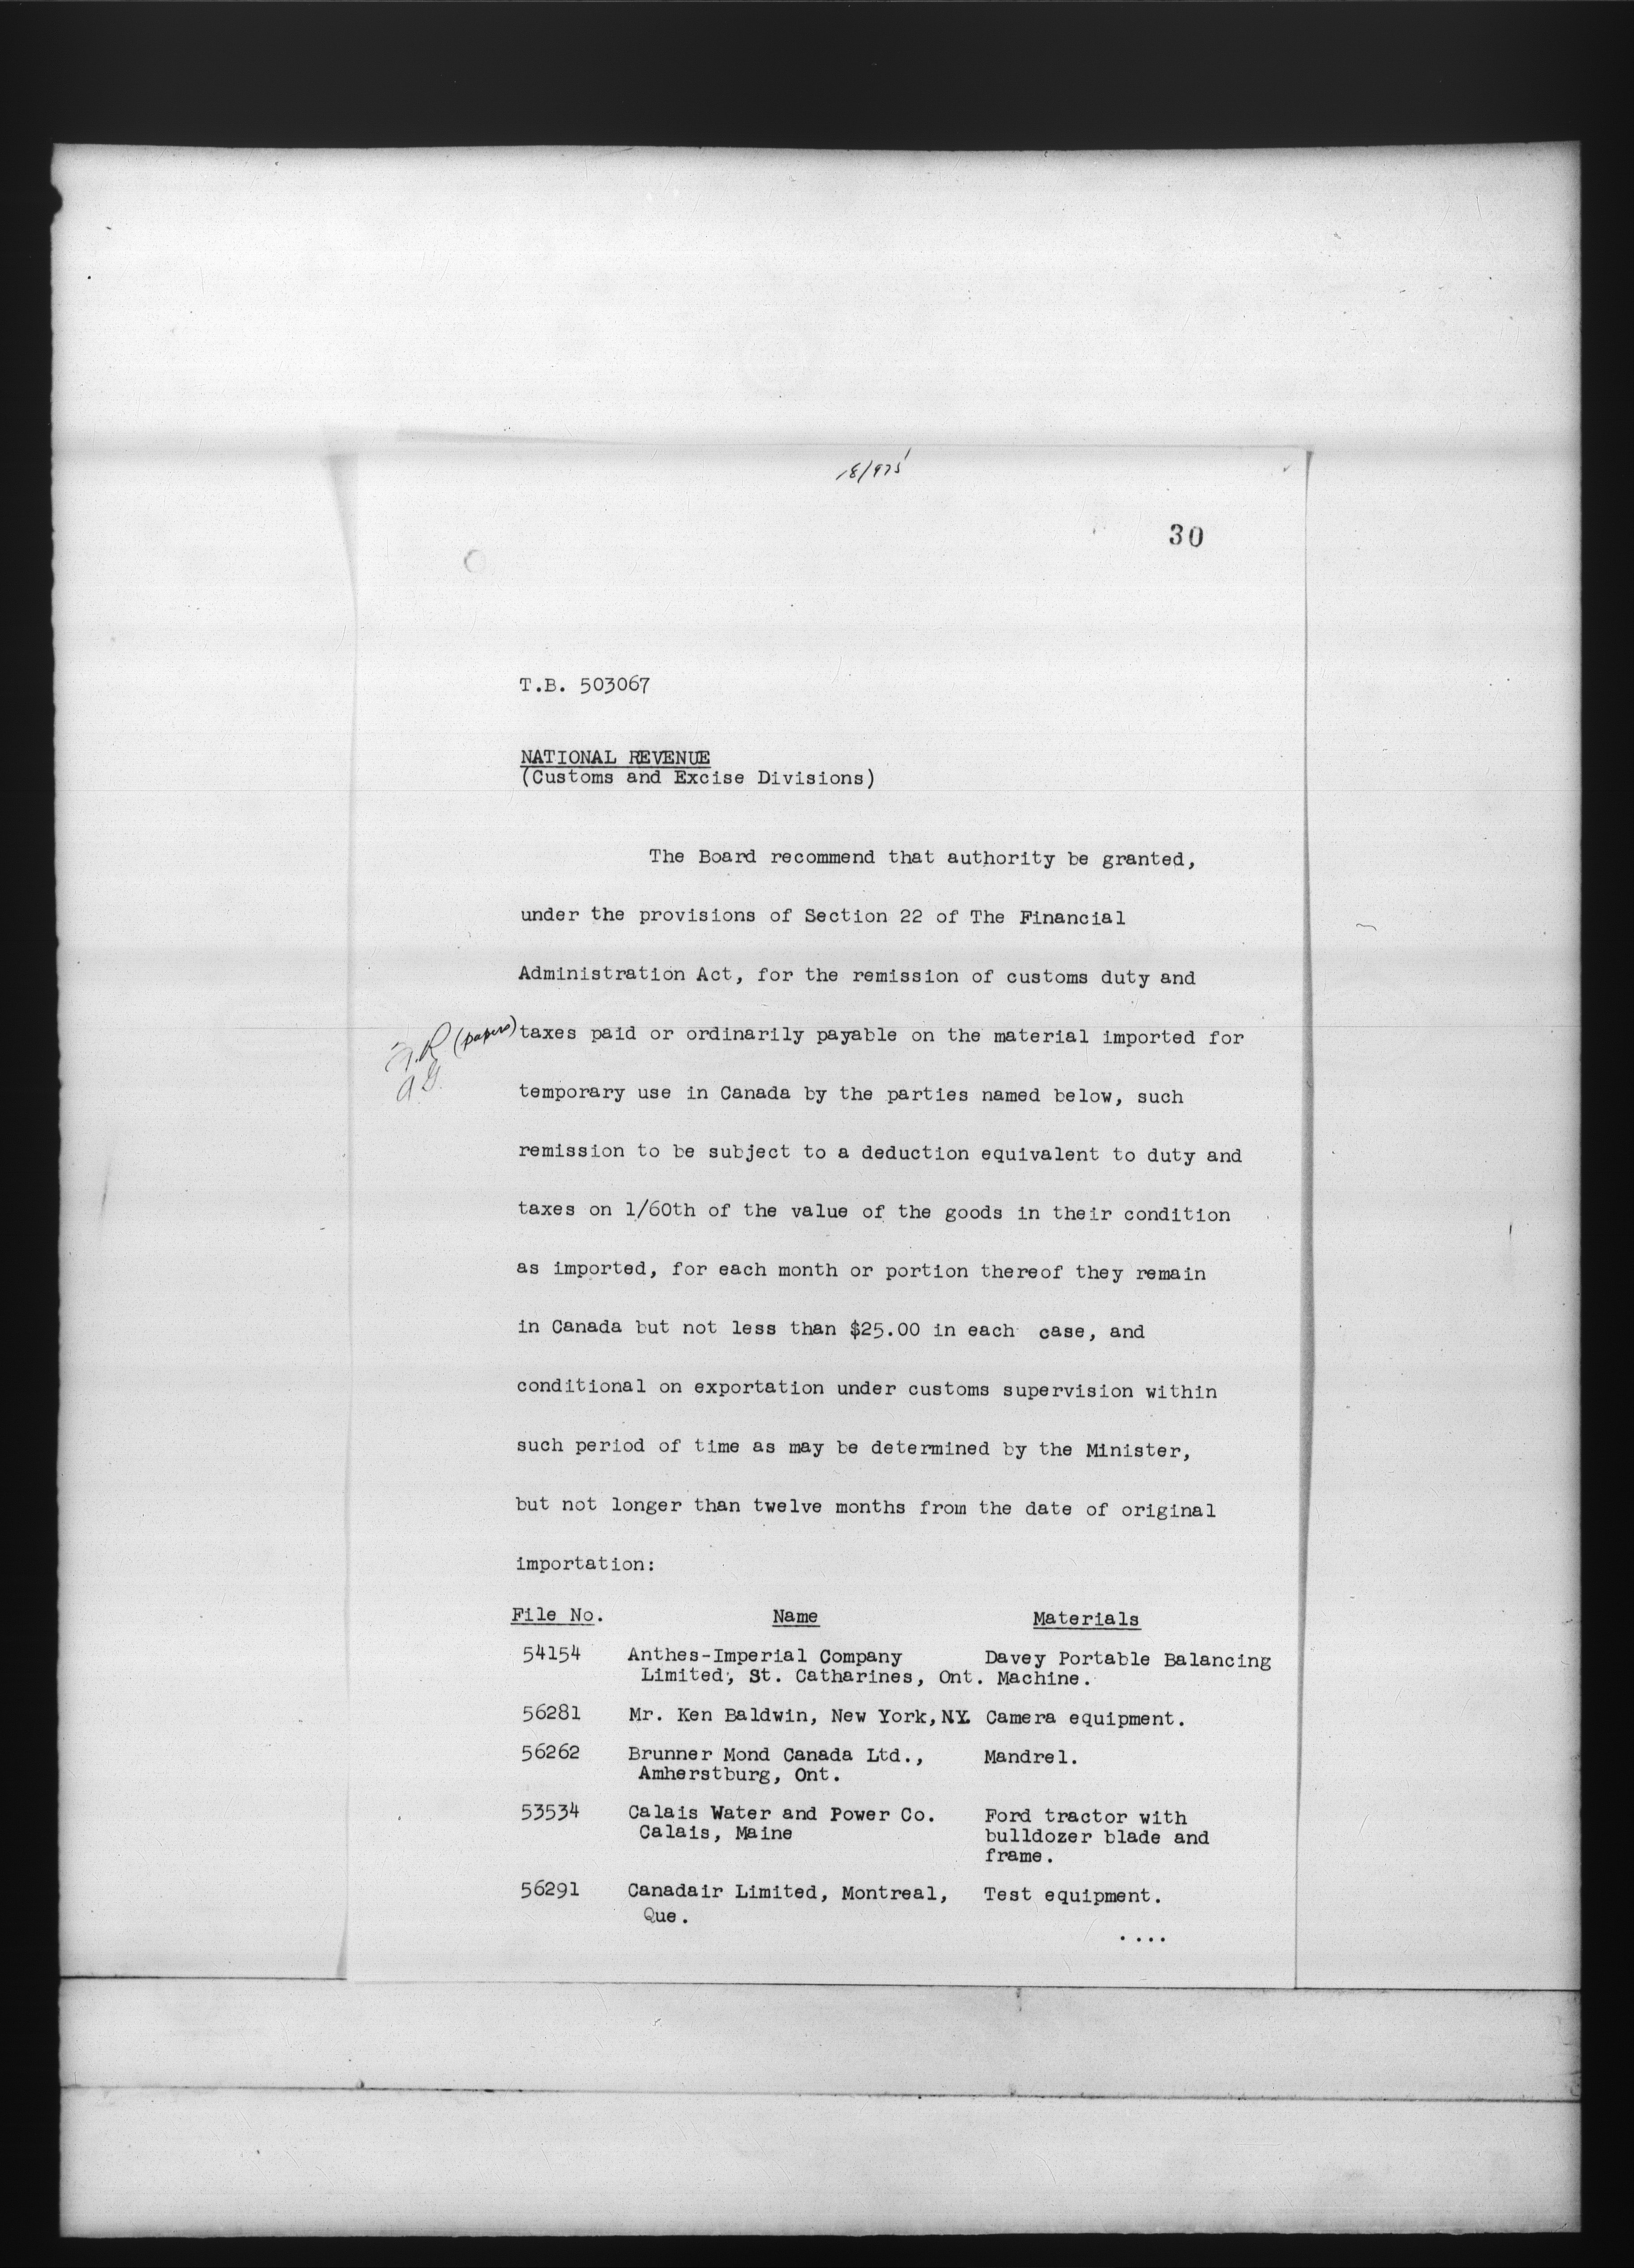 18/975
30
T.B. 503067
NATIONAL REVENUE
(Customs and Excise Divisions)
The Board recommend that authority be granted,
under the provisions of Section 22 of The Financial
Administration Act, for the remission of customs duty and
(papers) taxes paid or ordinarily payable on the material imported for
temporary use in Canada by the parties named below, such
remission to be subject to a deduction equivalent to duty and
taxes on 1/60th of the value of the goods in their condition
as imported, for each month or portion thereof they remain
in Canada but not less than $25.00 in each case, and
conditional on exportation under customs supervision within
such period of time as may be determined by the Minister,
but not longer than twelve months from the date of original
importation:
File No. Name Materials
54154 Anthes-Imperial Company Davey Portable Balancing
Limited, St. Catharines, Ont. Machine.
56281 Mr. Ken Baldwin, New York, N.Y. Camera equipment.
56262 Brunner Mond Canada Ltd., Mandrel.
Amherstburg, Ont.
53534 Calais Water and Power Co. Ford tractor with
Calais, Maine bulldozer blade and
frame.
56291 Canadair Limited, Montreal, Test equipment.
Que.
....